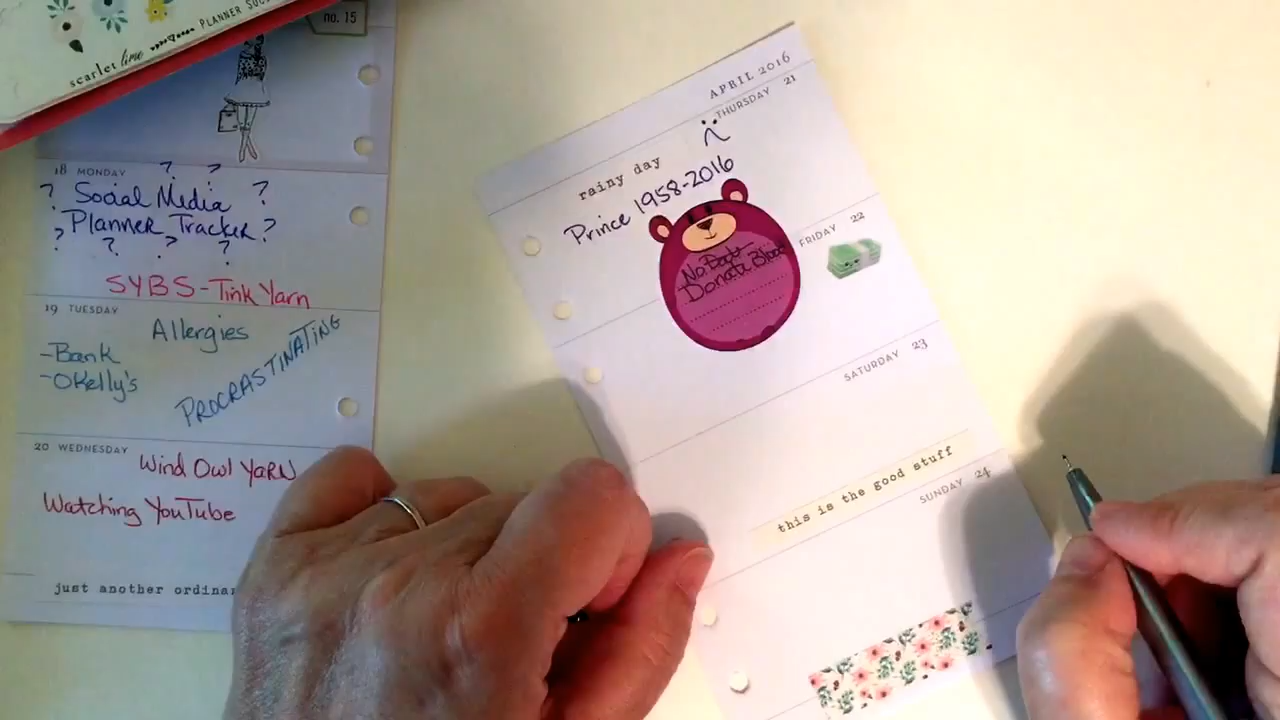 scarlet lime
PLANNER
no. 15
18 MONDAY
? ?
? Social Media ?
Planner Tracker ?
? ? ? ?
SYBS-Tink Yarn
19 TUESDAY
Allergies
-Bank
-OKelly's
PROCRASTINATING
20 WEDNESDAY
Wind Owl YARN
Watching YouTube
just another
APRIL 2016
THURSDAY 21
rainy day
Prince 1958-2016
FRIDAY 22
Donate Blood
SATURDAY 23
this is the good stuff
SUNDAY 24